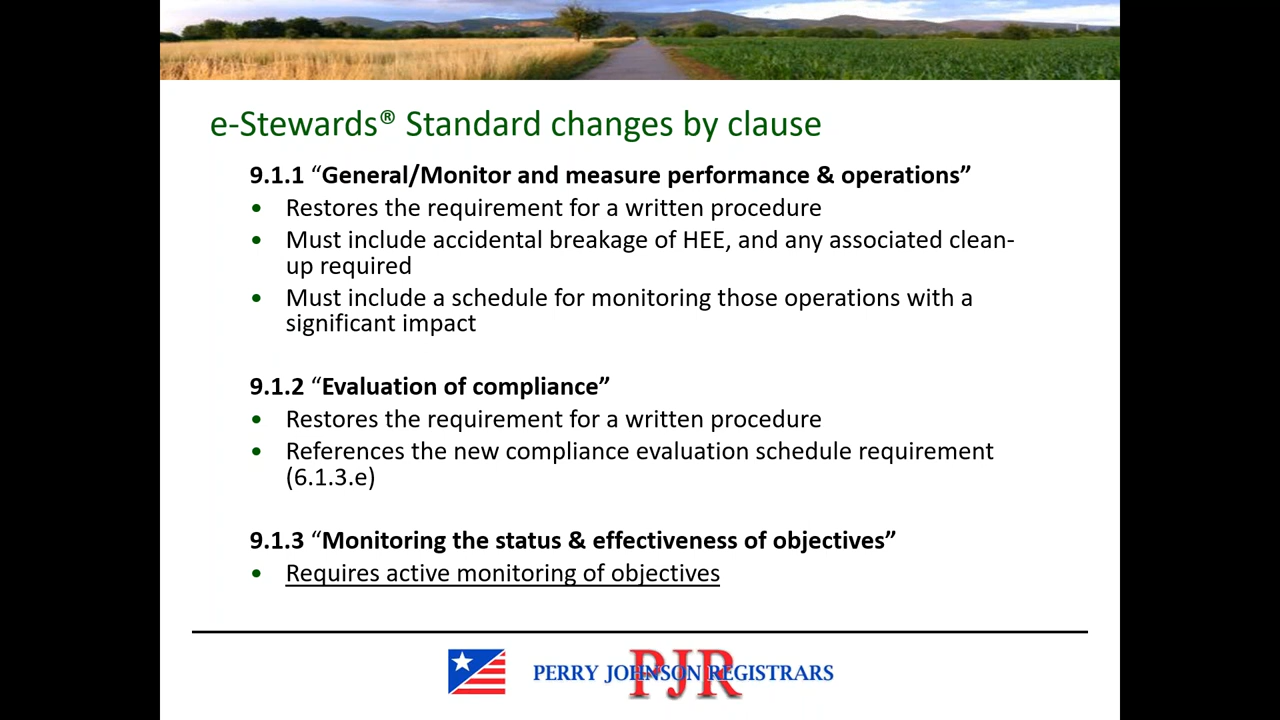 e-Stewards® Standard changes by clause
9.1.1 “General/Monitor and measure performance & operations”
• Restores the requirement for a written procedure
• Must include accidental breakage of HEE, and any associated clean-
up required
• Must include a schedule for monitoring those operations with a
significant impact
9.1.2 “Evaluation of compliance”
• Restores the requirement for a written procedure
• References the new compliance evaluation schedule requirement
(6.1.3.e)
9.1.3 “Monitoring the status & effectiveness of objectives”
• Requires active monitoring of objectives
PJR
PERRY JOHNSON REGISTRARS